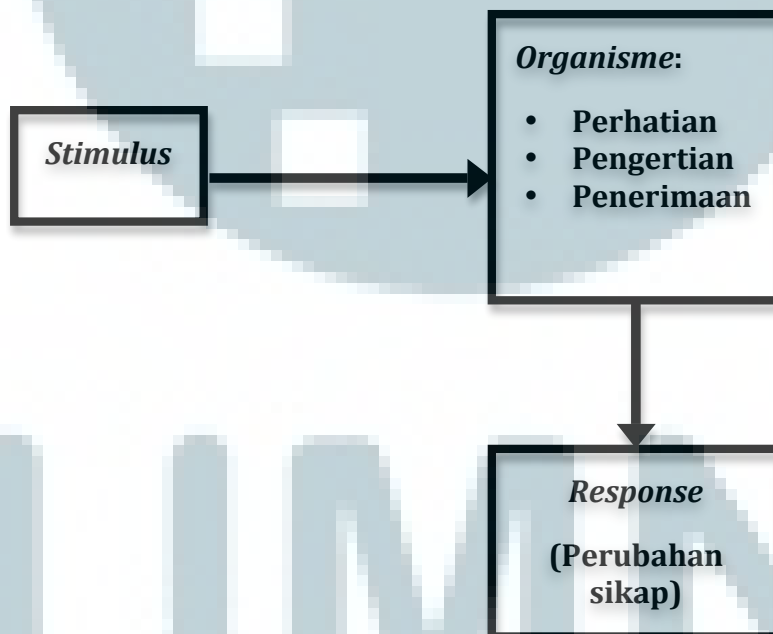 Stimulus
Organisme:
• Perhatian
• Pengertian
• Penerimaan
Response
(Perubahan
sikap)